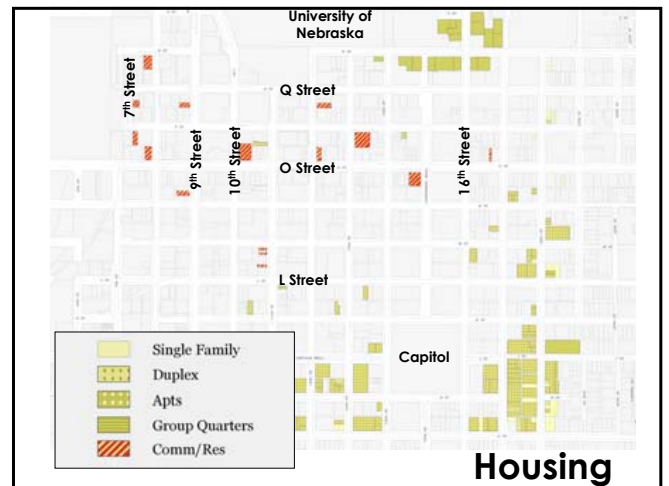 University of
Nebraska
7th Street
Q Street
9th Street
10th Street
O Street
16th Street
L Street
Capitol
Single Family
Duplex
Apts
Group Quarters
Comm/Res
Housing